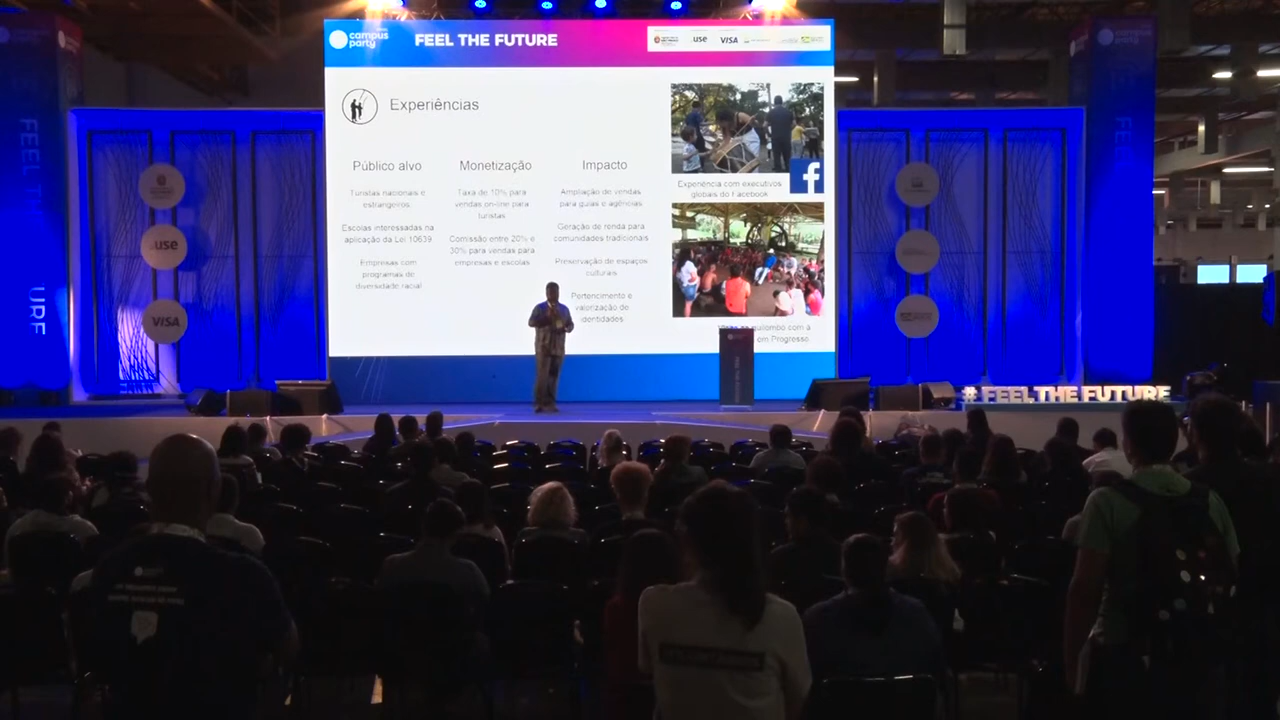 campus
party
FEEL THE FUTURE
use
VISA
Experiências
Público alvo
Monetização
Impacto
Turistas nacionais e
estrangeiros.
Escolas interessadas na
aplicação da Lei 10639
Empresas com
programas de
diversidade racial
Taxa de 10% para
vendas on-line para
turistas
Comissão entre 20% e
30% para vendas para
empresas e escolas
Ampliação de vendas
para guias e agências
Geração de renda para
comunidades tradicionais
Preservação de espaços
culturais
Pertencimento e
valorização de
identidades
f
Experiência com executivos
globais do Facebook
quilombo com à
em Progresso
use
VISA
# FEEL THE FUTURE